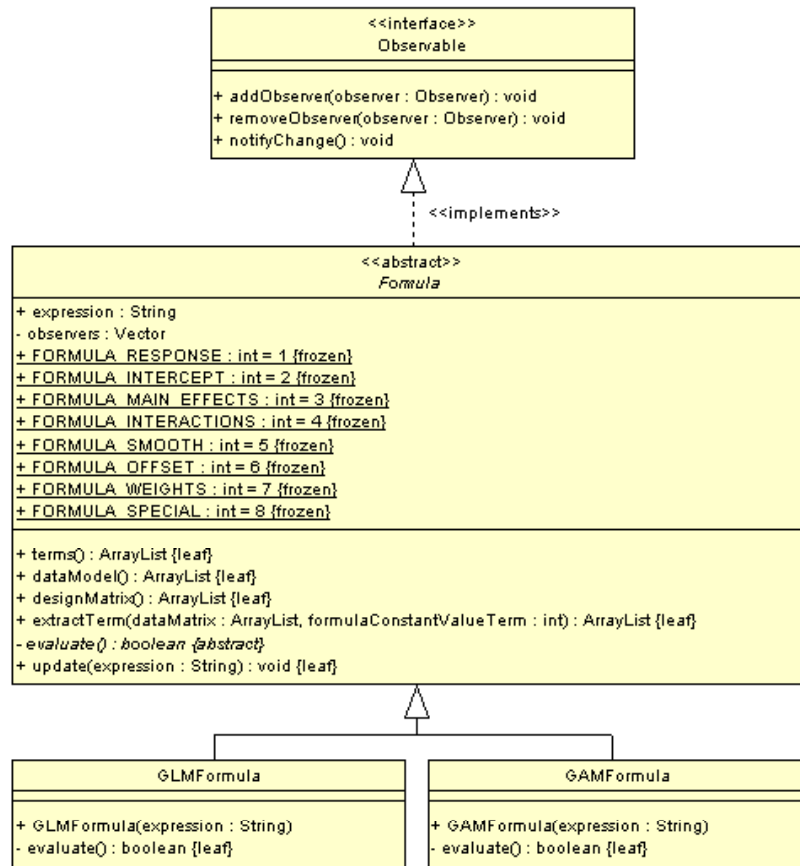 <<interface>>
Observable
+ addObserver(observer : Observer) : void
+ removeObserver(observer : Observer) : void
+ notifyChange() : void
<<implements>>
<<abstract>>
Formula
+ expression : String
- observers : Vector
+ FORMULA_RESPONSE : int = 1 {frozen}
+ FORMULA_INTERCEPT : int = 2 {frozen}
+ FORMULA_MAIN_EFFECTS : int = 3 {frozen}
+ FORMULA_INTERACTIONS : int = 4 {frozen}
+ FORMULA_SMOOTH : int = 5 {frozen}
+ FORMULA_OFFSET : int = 6 {frozen}
+ FORMULA_WEIGHTS : int = 7 {frozen}
+ FORMULA_SPECIAL : int = 8 {frozen}
+ terms() : ArrayList {leaf}
+ dataModel() : ArrayList {leaf}
+ designMatrix() : ArrayList {leaf}
+ extractTerm(dataMatrix : ArrayList, formulaConstantValueTerm : int) : ArrayList {leaf}
- evaluate() : boolean {abstract}
+ update(expression : String) : void {leaf}
GLMFormula
+ GLMFormula(expression : String)
- evaluate() : boolean {leaf}
GAMFormula
+ GAMFormula(expression : String)
- evaluate() : boolean {leaf}